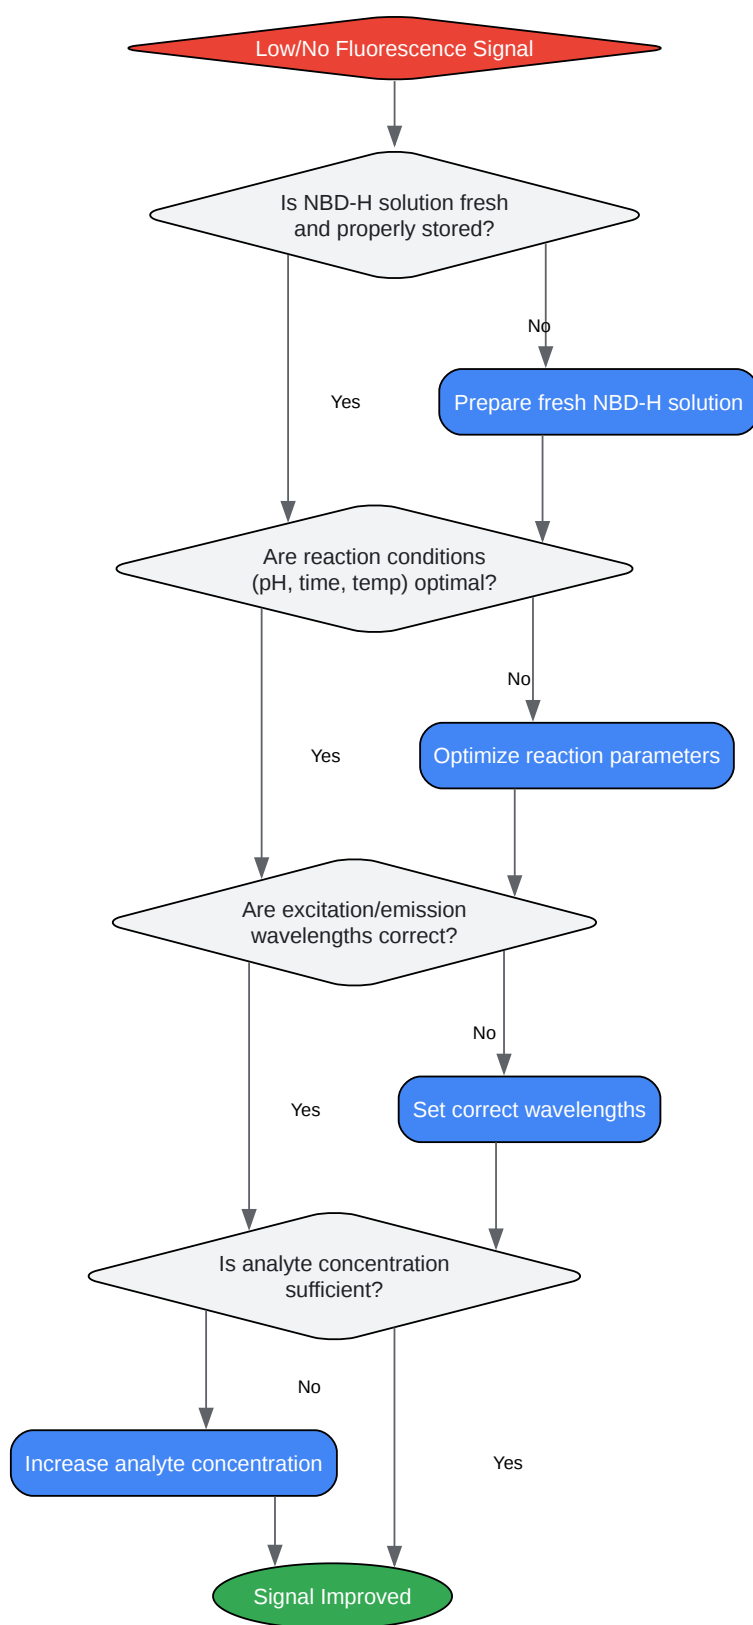 Low/No Fluorescence Signal
Is NBD-H solution fresh
and properly stored?
No
Yes
Prepare fresh NBD-H solution
Are reaction conditions
(pH, time, temp) optimal?
No
Yes
Optimize reaction parameters
Are excitation/emission
wavelengths correct?
No
Yes
Set correct wavelengths
Is analyte concentration
sufficient?
No
Yes
Increase analyte concentration
Signal Improved